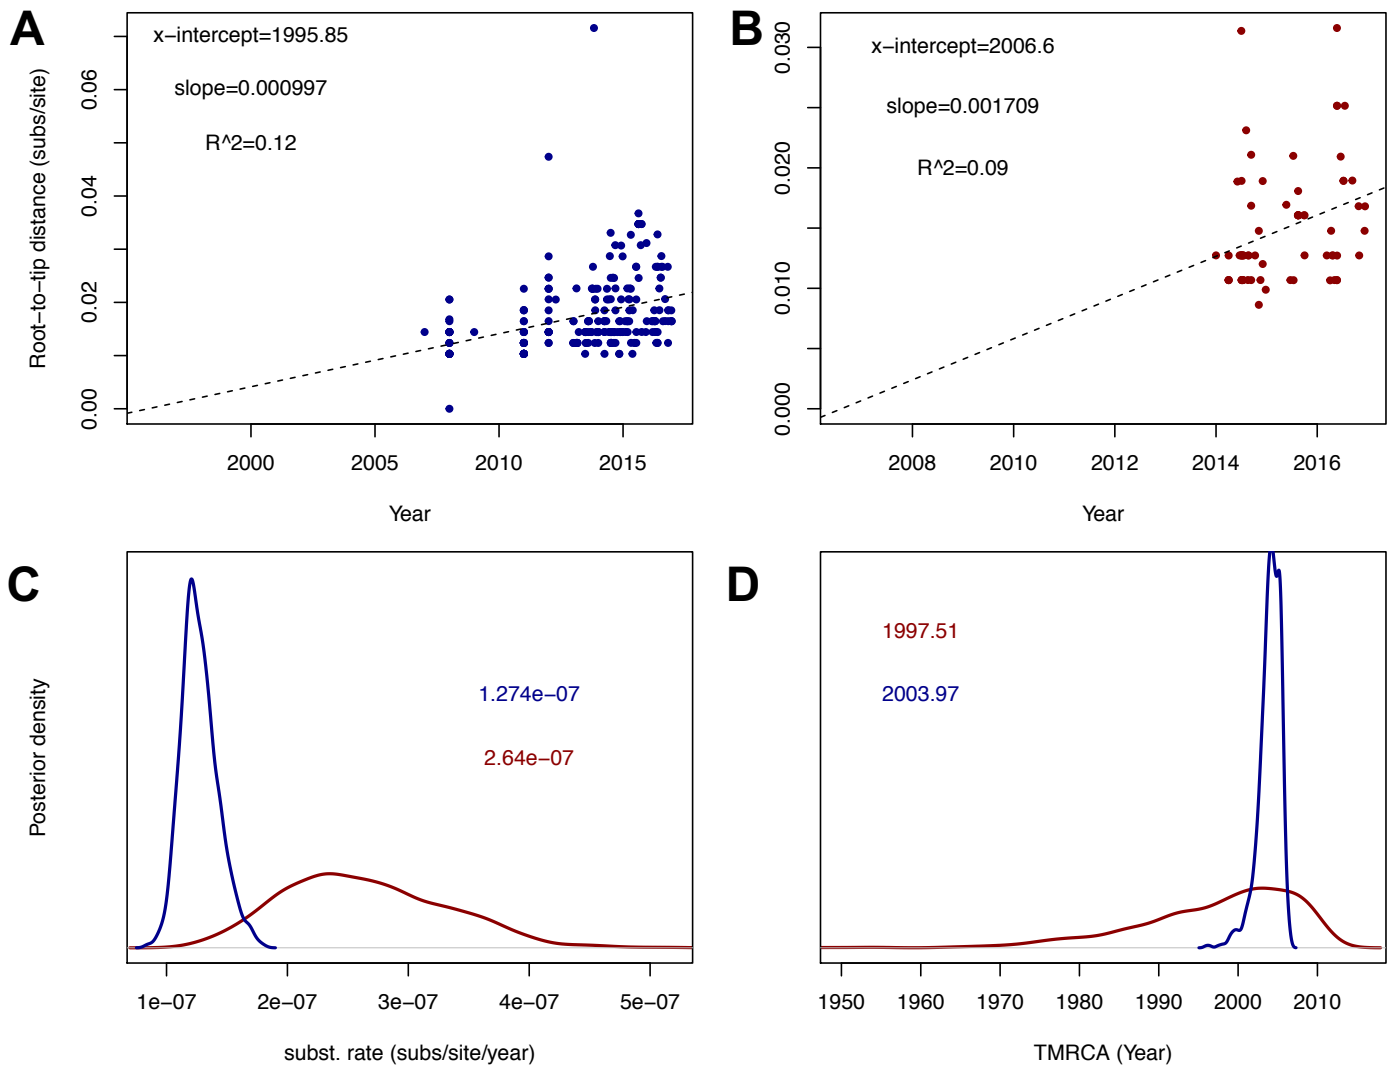 A
x−intercept=1995.85
slope=0.000997
R^2=0.12
Root−to−tip distance (subs/site)
0.00
0.02
0.04
0.06
2000
2005
2010
2015
Year
B
x−intercept=2006.6
slope=0.001709
R^2=0.09
0.000
0.010
0.020
0.030
2008
2010
2012
2014
2016
Year
C
1.274e−07
2.64e−07
Posterior density
1e−07
2e−07
3e−07
4e−07
5e−07
subst. rate (subs/site/year)
D
1997.51
2003.97
1950
1960
1970
1980
1990
2000
2010
TMRCA (Year)